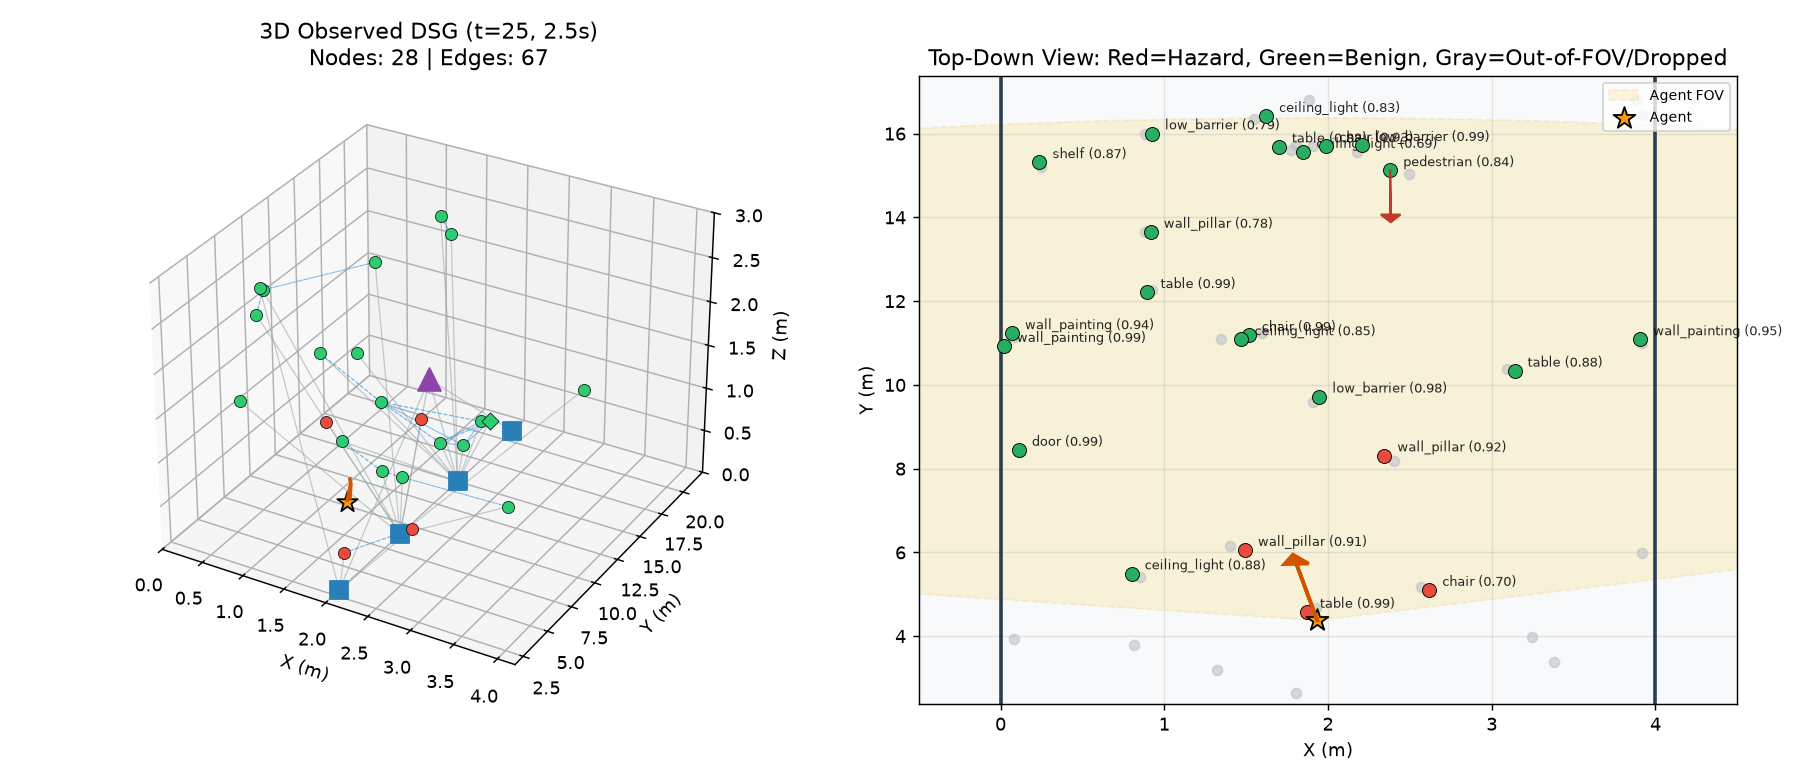 3D Observed DSG (t=25, 2.5s)
Nodes: 28 | Edges: 67
3.0
2.5
2.0
1.5
1.0
0.5
0.0
Z (m)
0.0
0.5
1.0
1.5
2.0
2.5
3.0
3.5
4.0
X (m)
2.5
5.0
7.5
10.0
12.5
15.0
17.5
20.0
Y (m)
Top-Down View: Red=Hazard, Green=Benign, Gray=Out-of-FOV/Dropped
Agent FOV
Agent
ceiling_light (0.83)
low_barrier (0.79)
low_barrier (0.99)
shelf (0.87)
pedestrian (0.84)
wall_pillar (0.78)
table (0.99)
wall_painting (0.94)
wall_painting (0.99)
chair (0.99)
ceiling_light (0.85)
wall_painting (0.95)
table (0.88)
low_barrier (0.98)
door (0.99)
wall_pillar (0.92)
wall_pillar (0.91)
ceiling_light (0.88)
chair (0.70)
table (0.99)
16
14
12
10
8
6
4
Y (m)
0
1
2
3
4
X (m)